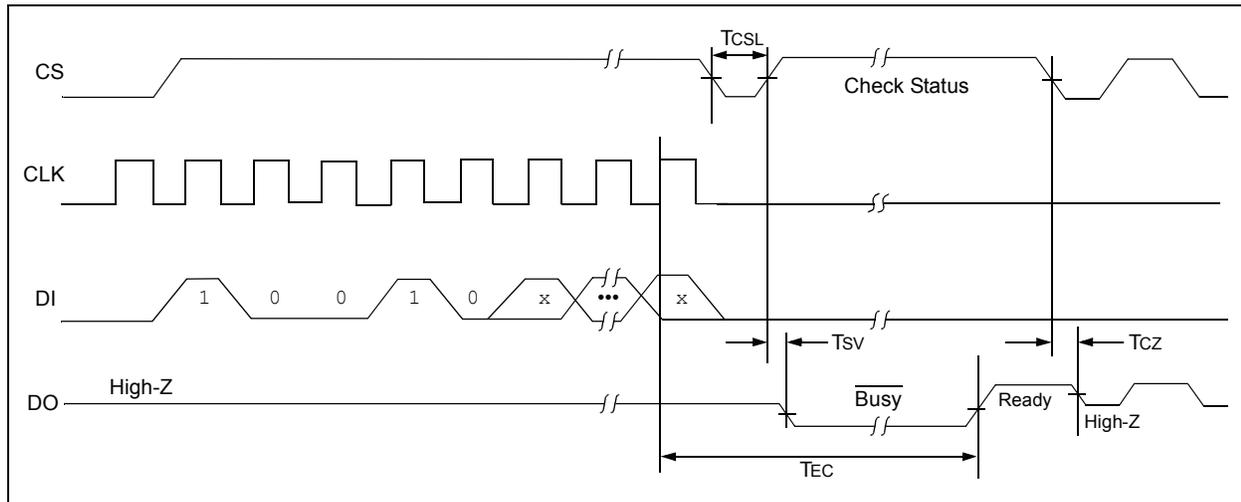 TCSL
CS
Check Status
CLK
DI
1 0 0 1 0 x ••• x
TSV
TCZ
High-Z
DO
Busy
Ready
High-Z
TEC